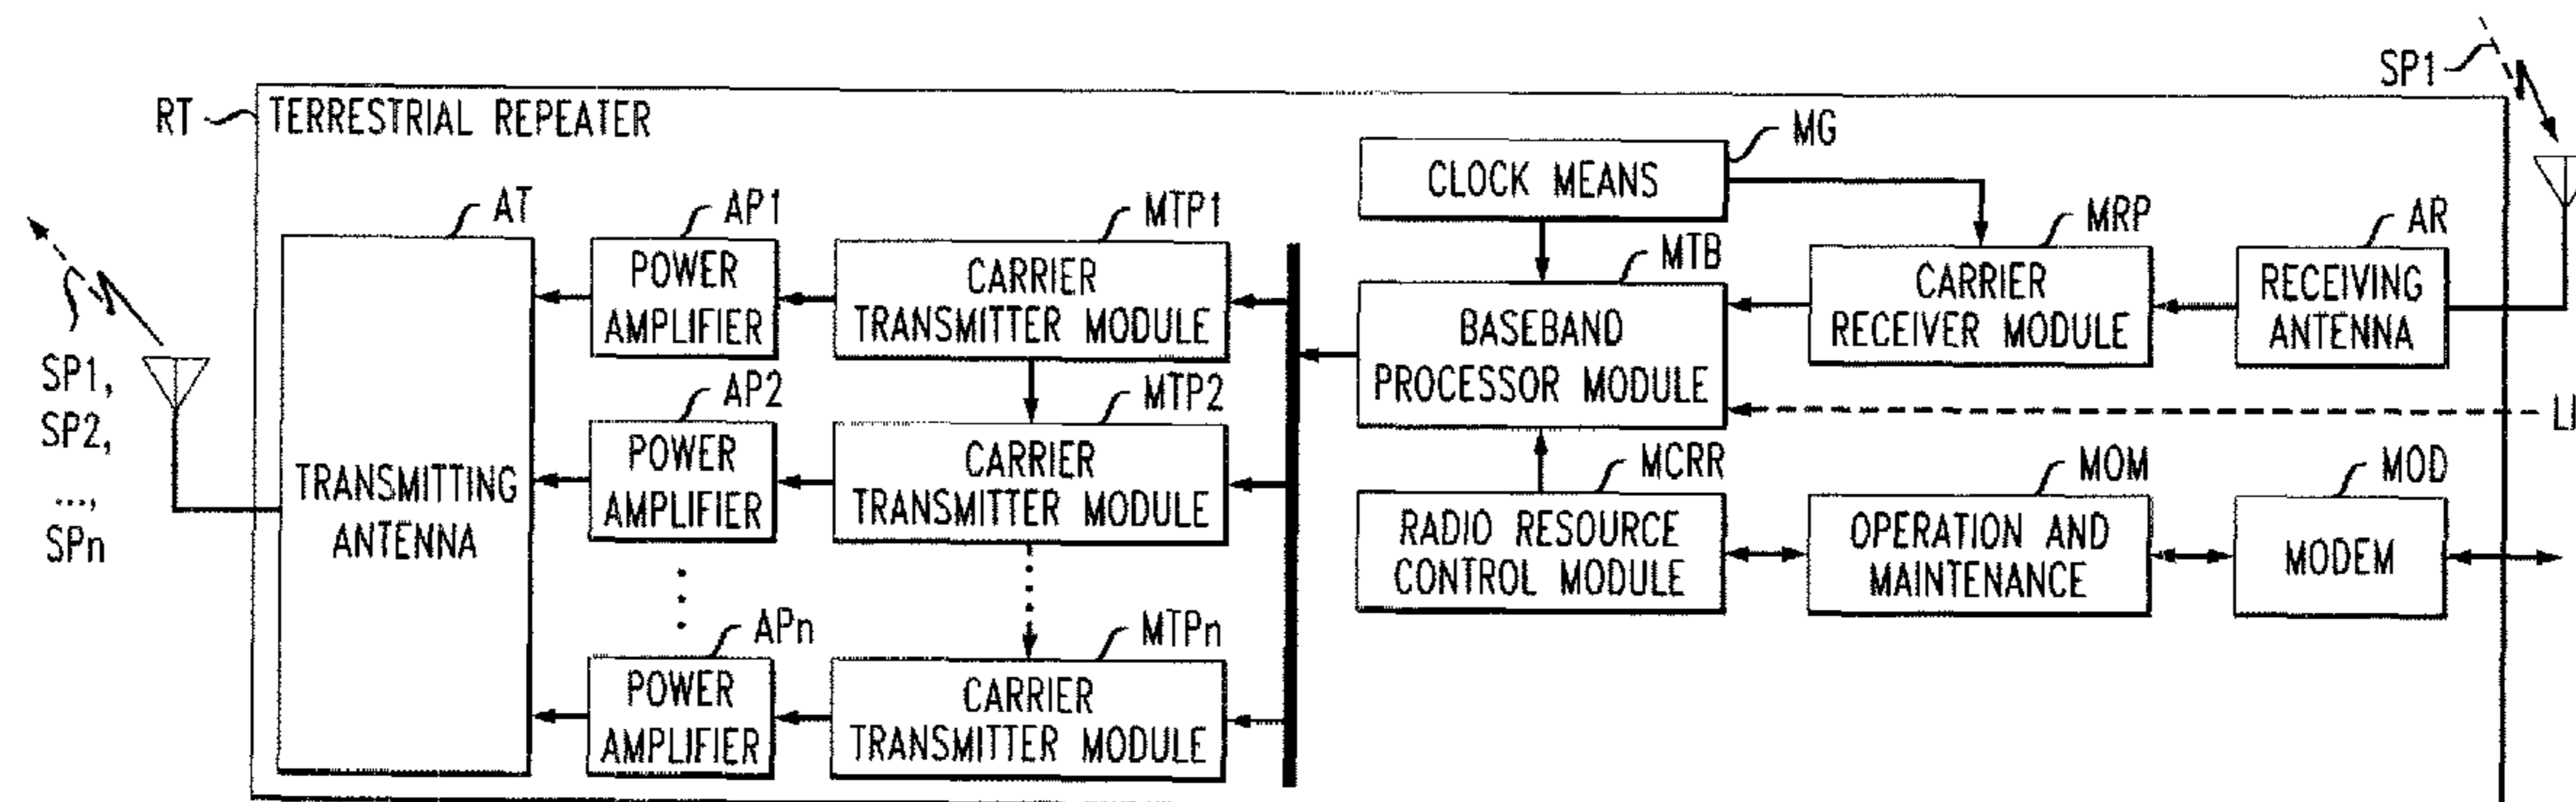 SP1
RT
TERRESTRIAL REPEATER
MG
CLOCK MEANS
AT
AP1
MTP1
MTB
MRP
AR
POWER
AMPLIFIER
CARRIER
TRANSMITTER MODULE
BASEBAND
PROCESSOR MODULE
CARRIER
RECEIVER MODULE
RECEIVING
ANTENNA
SP1,
SP2,
...,
SPn
AP2
MTP2
POWER
AMPLIFIER
CARRIER
TRANSMITTER MODULE
TRANSMITTING
ANTENNA
MCRR
MOM
MOD
RADIO RESOURCE
CONTROL MODULE
OPERATION AND
MAINTENANCE
MODEM
APn
MTPn
POWER
AMPLIFIER
CARRIER
TRANSMITTER MODULE